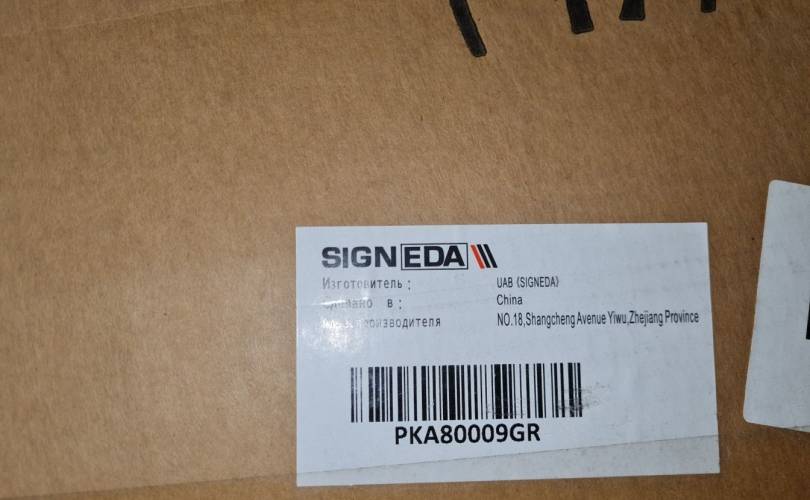 SIGNEDA
Изготовитель: UAB (SIGNEDA)
в: China
NO.18,Shangcheng Avenue Yiwu,Zhejiang Province
PKA80009GR